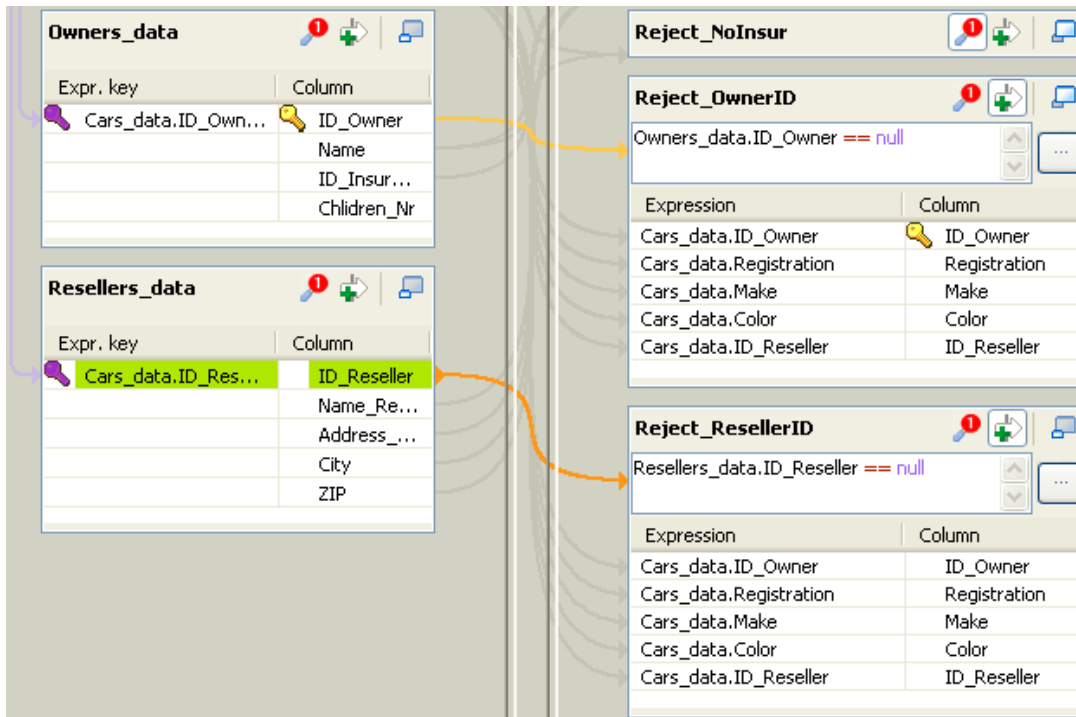 Owners_data
Expr. key Column
Cars_data.ID_Own... ID_Owner
Name
ID_Insur...
Chlidren_Nr
Resellers_data
Expr. key Column
Cars_data.ID_Res... ID_Reseller
Name_Re...
Address_...
City
ZIP
Reject_NoInsur
Reject_OwnerID
Owners_data.ID_Owner == null
...
Expression Column
Cars_data.ID_Owner ID_Owner
Cars_data.Registration Registration
Cars_data.Make Make
Cars_data.Color Color
Cars_data.ID_Reseller ID_Reseller
Reject_ResellerID
Resellers_data.ID_Reseller == null
...
Expression Column
Cars_data.ID_Owner ID_Owner
Cars_data.Registration Registration
Cars_data.Make Make
Cars_data.Color Color
Cars_data.ID_Reseller ID_Reseller